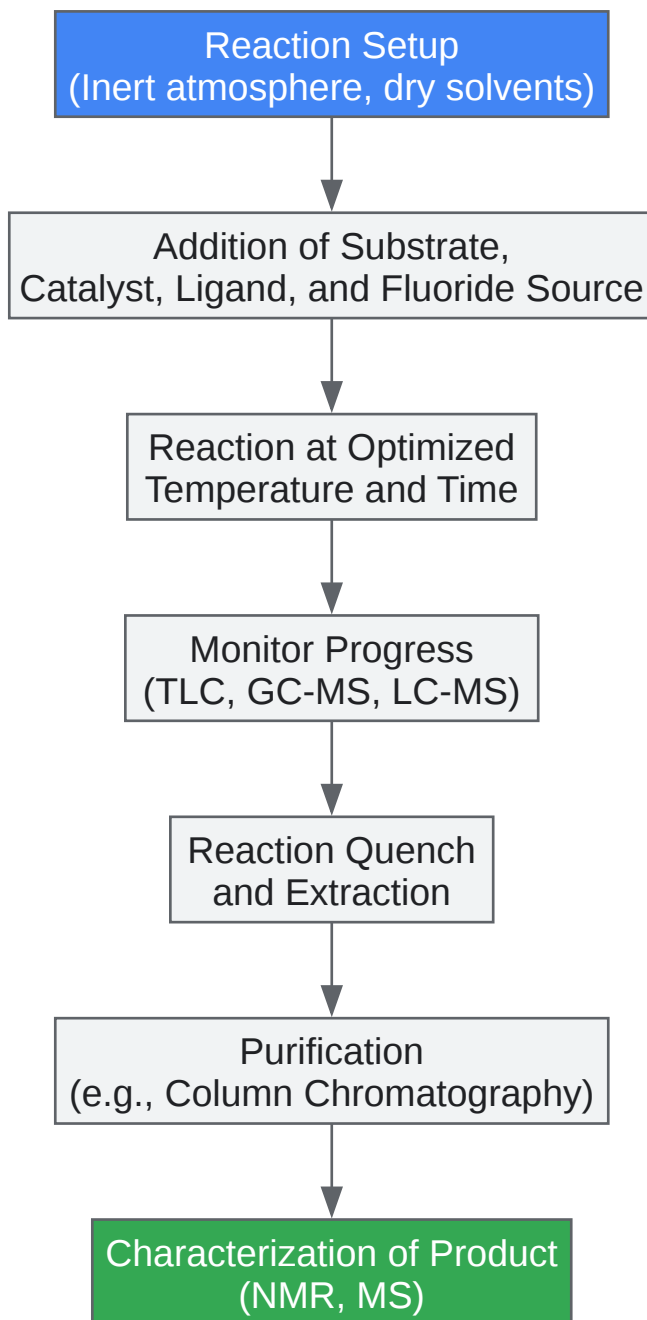 Reaction Setup
(Inert atmosphere, dry solvents)
Addition of Substrate,
Catalyst, Ligand, and Fluoride Source
Reaction at Optimized
Temperature and Time
Monitor Progress
(TLC, GC-MS, LC-MS)
Reaction Quench
and Extraction
Purification
(e.g., Column Chromatography)
Characterization of Product
(NMR, MS)